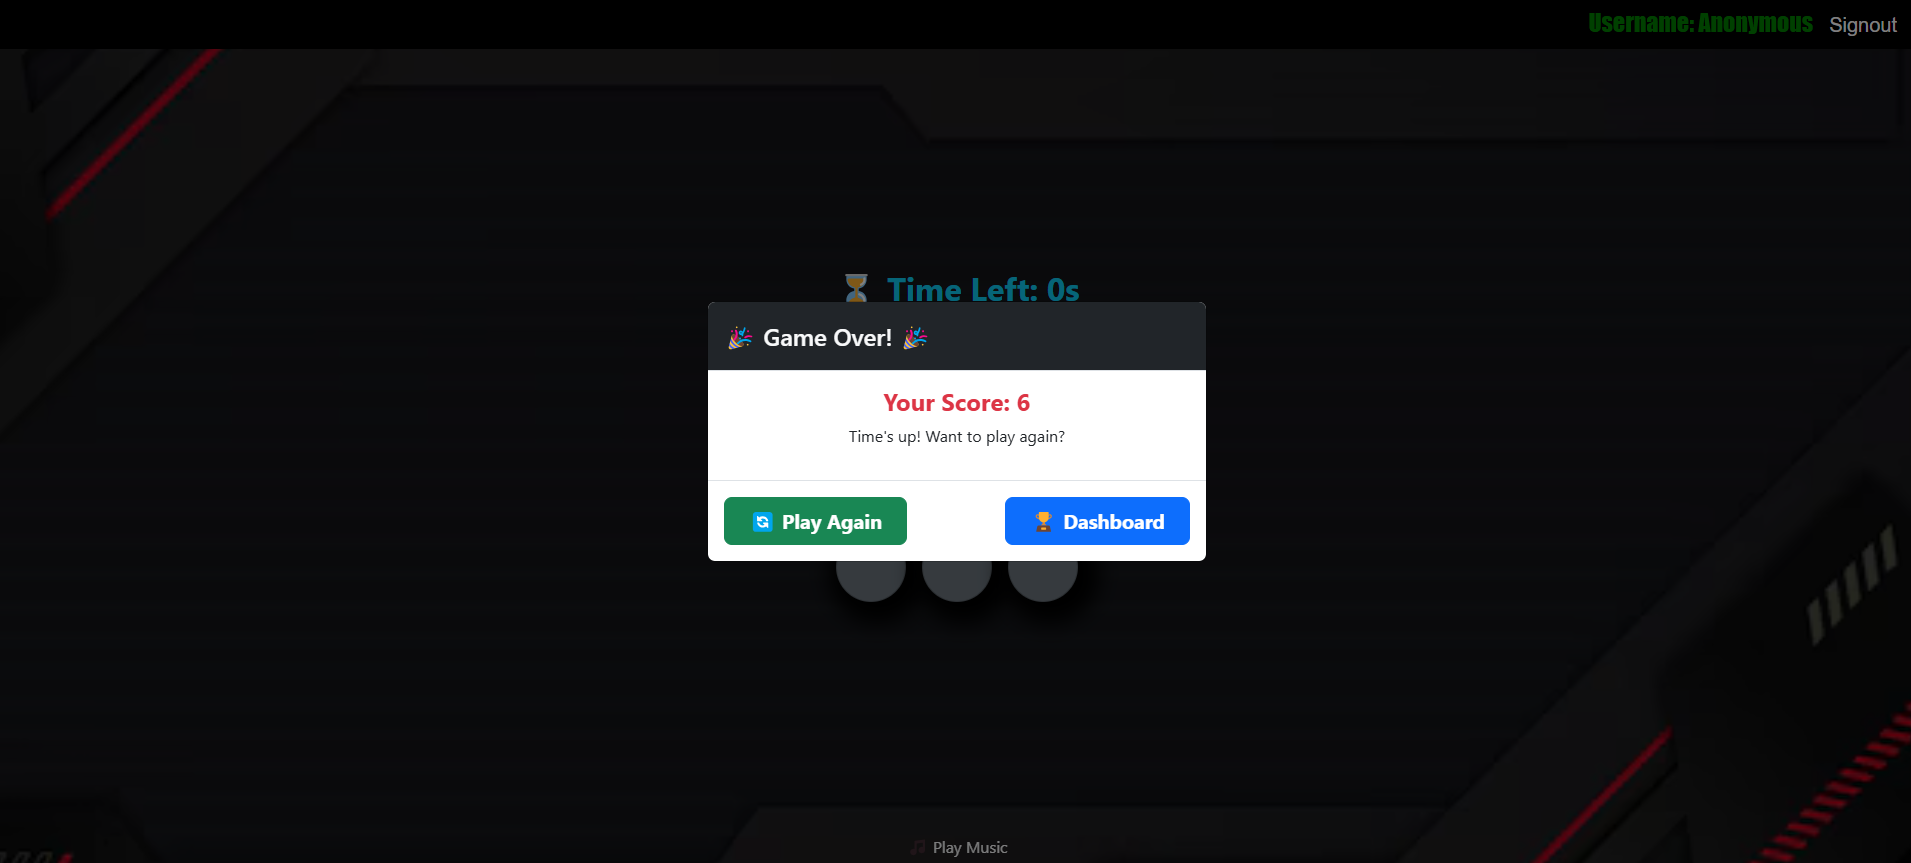 Username: Anonymous Signout
⏳ Time Left: 0s
🎉 Game Over! 🎉
Your Score: 6
Time's up! Want to play again?
🔄 Play Again
🏆 Dashboard
🎵 Play Music